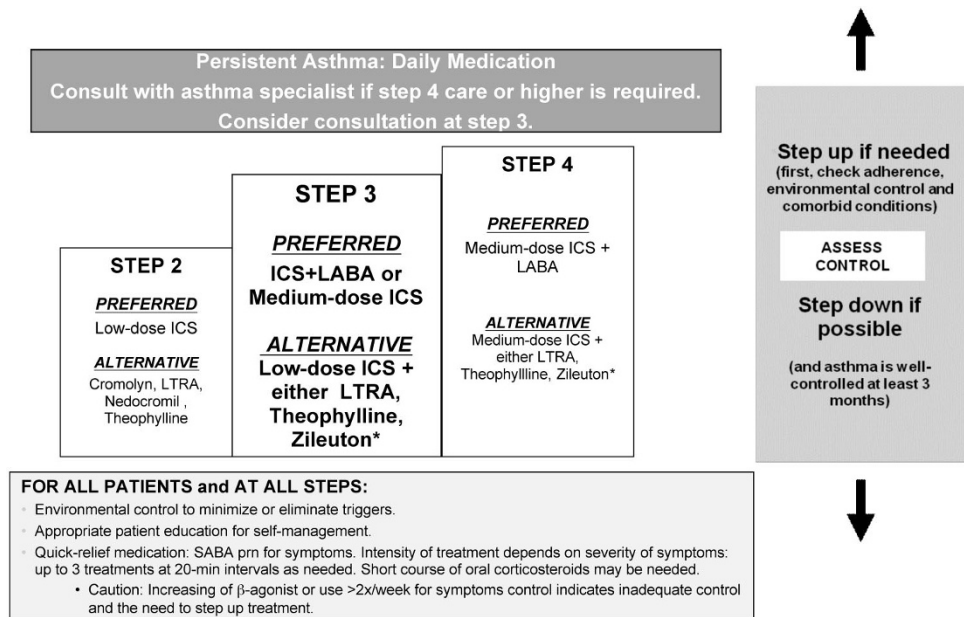 Persistent Asthma: Daily Medication
Consult with asthma specialist if step 4 care or higher is required.
Consider consultation at step 3.
STEP 2
PREFERRED
Low-dose ICS
ALTERNATIVE
Cromolyn, LTRA,
Nedocromil ,
Theophylline
STEP 3
PREFERRED
ICS+LABA or
Medium-dose ICS
ALTERNATIVE
Low-dose ICS +
either LTRA,
Theophylline,
Zileuton*
STEP 4
PREFERRED
Medium-dose ICS +
LABA
ALTERNATIVE
Medium-dose ICS +
either LTRA,
Theophyllline, Zileuton*
Step up if needed
(first, check adherence,
environmental control and
comorbid conditions)
ASSESS
CONTROL
Step down if
possible
(and asthma is well-
controlled at least 3
months)
FOR ALL PATIENTS and AT ALL STEPS:
◦ Environmental control to minimize or eliminate triggers.
◦ Appropriate patient education for self-management.
◦ Quick-relief medication: SABA prn for symptoms. Intensity of treatment depends on severity of symptoms:
up to 3 treatments at 20-min intervals as needed. Short course of oral corticosteroids may be needed.
• Caution: Increasing of β-agonist or use >2x/week for symptoms control indicates inadequate control
and the need to step up treatment.